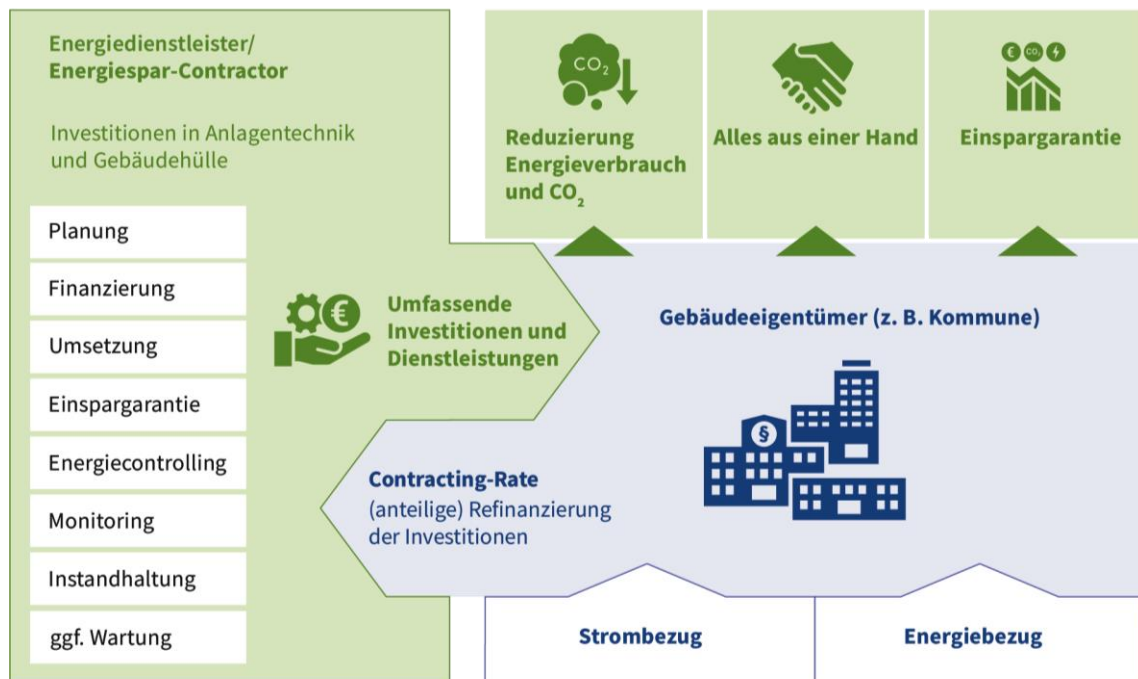 Energiedienstleister/
Energiespar-Contractor
Investitionen in Anlagentechnik
und Gebäudehülle
Planung
Finanzierung
Umsetzung
Einspargarantie
Energiecontrolling
Monitoring
Instandhaltung
ggf. Wartung
€
Umfassende
Investitionen und
Dienstleistungen
Contracting-Rate
(anteilige) Refinanzierung
der Investitionen
CO₂
Reduzierung
Energieverbrauch
und CO₂
Alles aus einer Hand
€ CO₂
Einspargarantie
Gebäudeeigentümer (z. B. Kommune)
§
Strombezug
Energiebezug